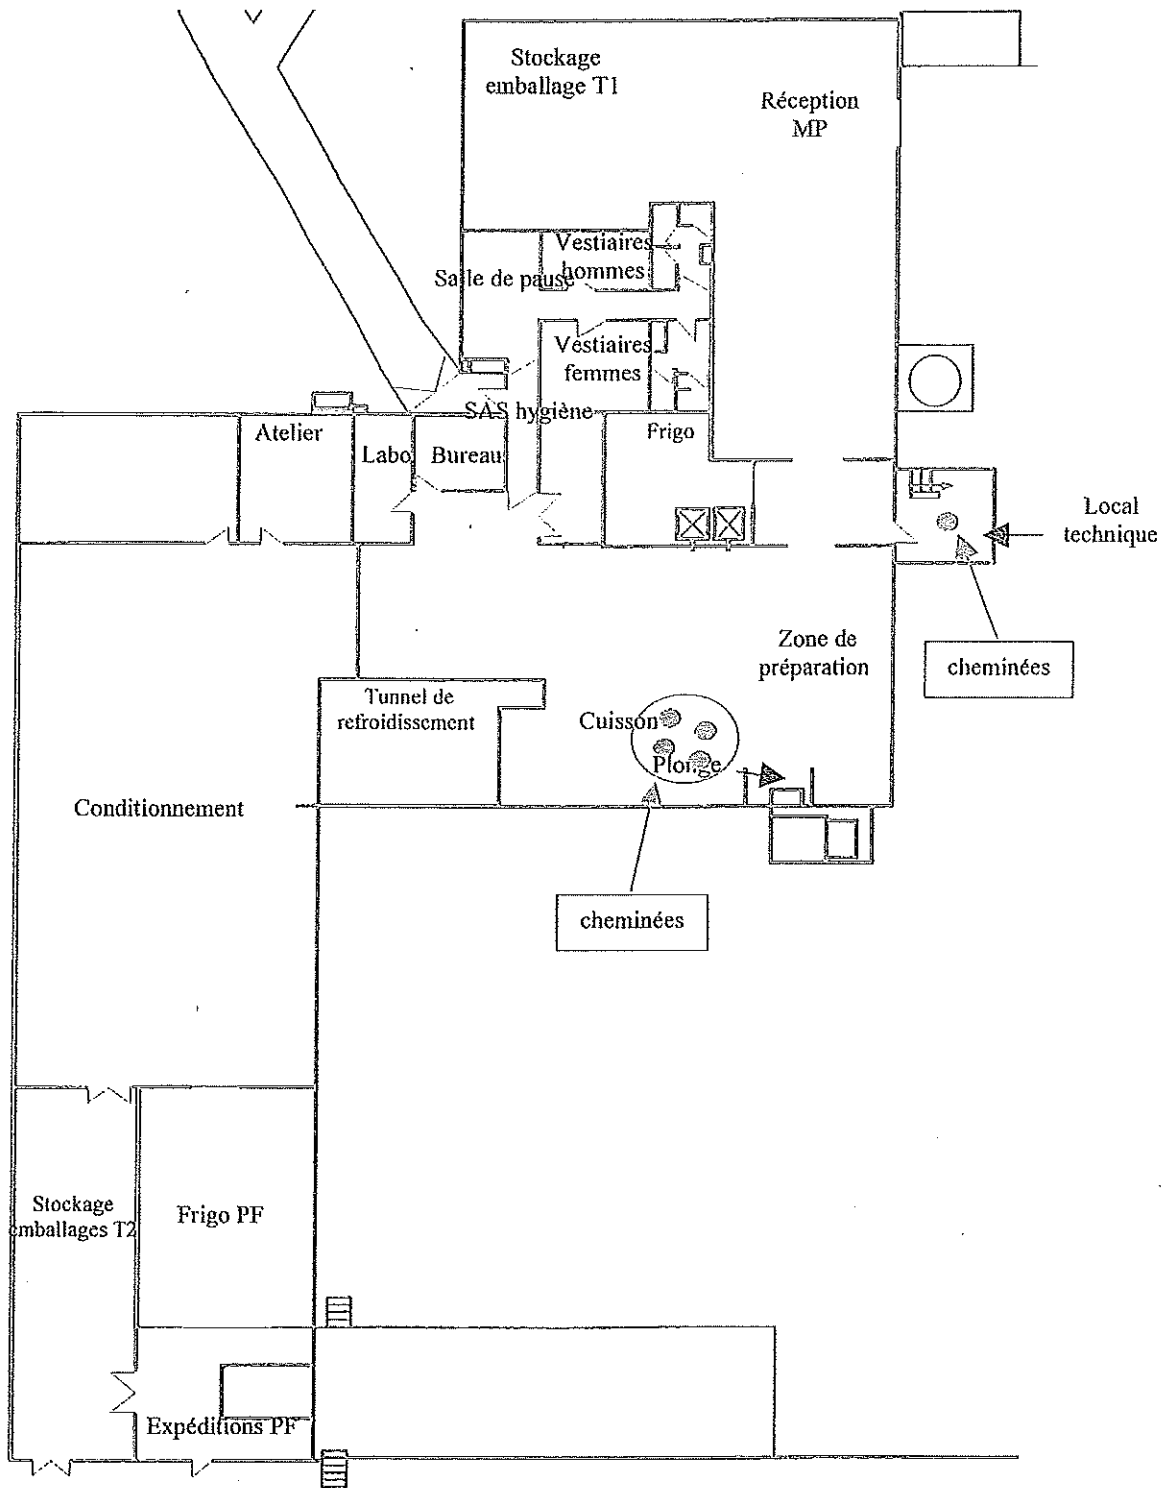 Stockage
emballage T1
Réception
MP
Vestiaires
hommes
Salle de pause
Vestiaires
femmes
SAS hygiène
Atelier
Labo
Bureau
Frigo
Local
technique
Zone de
préparation
cheminées
Tunnel de
refroidissement
Cuisson
Plonge
Conditionnement
cheminées
Stockage
emballages T2
Frigo PF
Expéditions PF